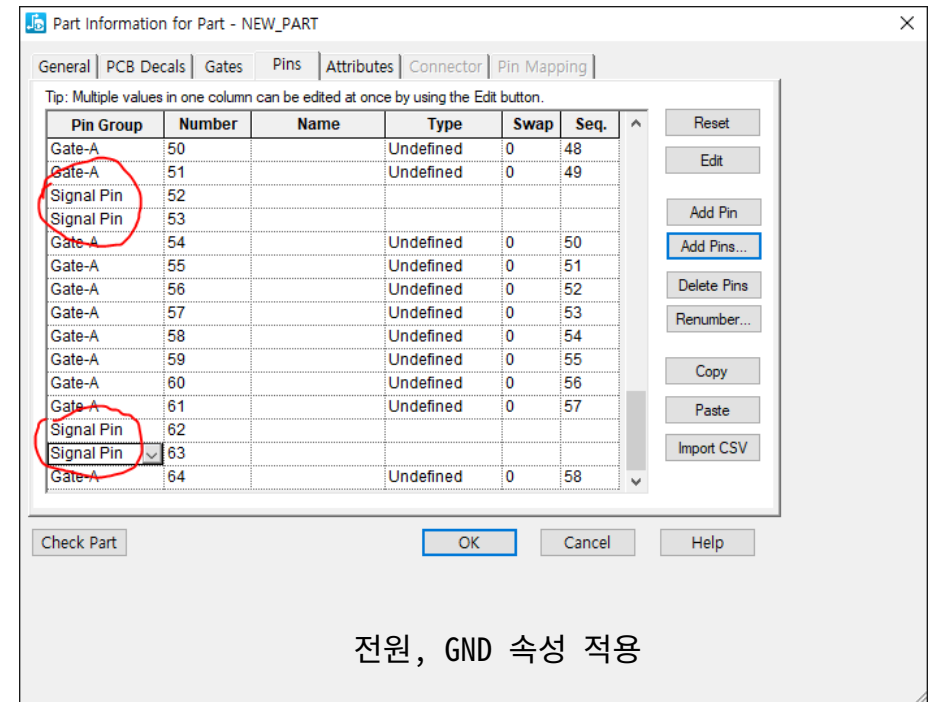 Part Information for Part - NEW_PART
General PCB Decals Gates Pins Attributes Connector Pin Mapping
Tip: Multiple values in one column can be edited at once by using the Edit button.
Pin Group Number Name Type Swap Seq.
Gate-A 50 Undefined 0 48
Gate-A 51 Undefined 0 49
Signal Pin 52
Signal Pin 53
Gate-A 54 Undefined 0 50
Gate-A 55 Undefined 0 51
Gate-A 56 Undefined 0 52
Gate-A 57 Undefined 0 53
Gate-A 58 Undefined 0 54
Gate-A 59 Undefined 0 55
Gate-A 60 Undefined 0 56
Gate-A 61 Undefined 0 57
Signal Pin 62
Signal Pin 63
Gate-A 64 Undefined 0 58
Reset
Edit
Add Pin
Add Pins...
Delete Pins
Renumber...
Copy
Paste
Import CSV
Check Part OK Cancel Help
전원, GND 속성 적용